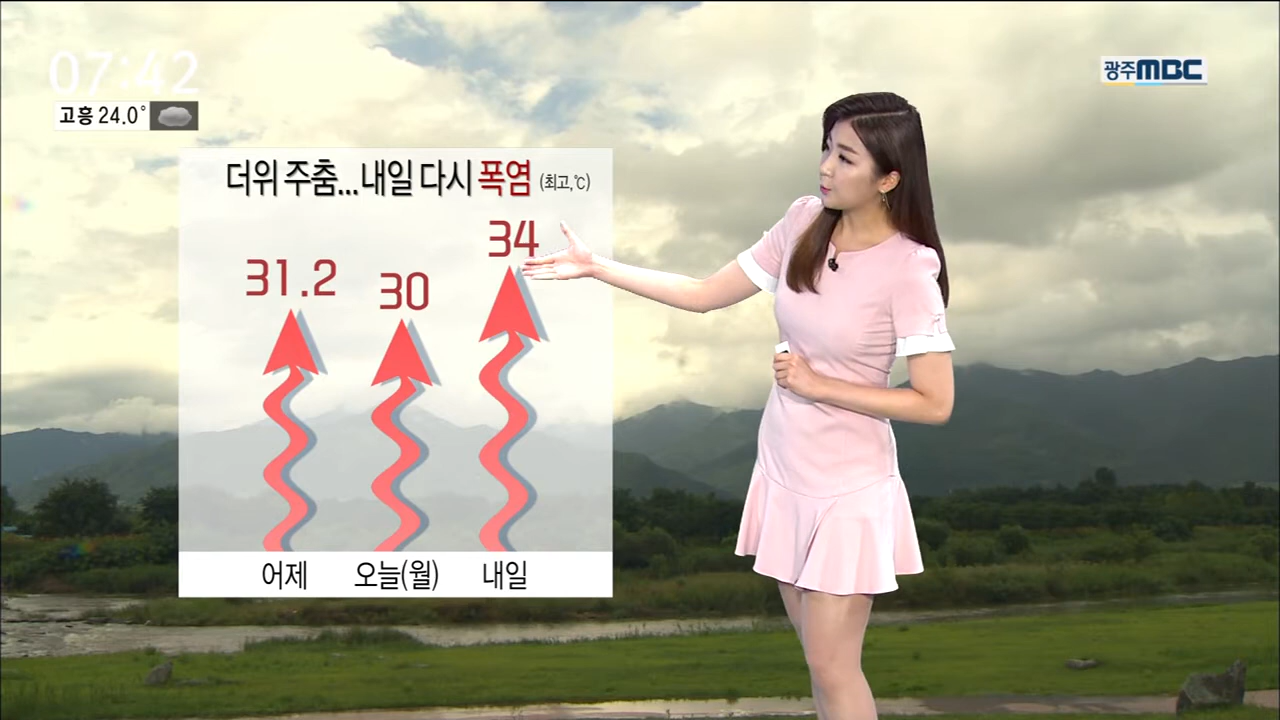 07:42
고흥 24.0°
광주MBC
더위 주춤...내일 다시 폭염 (최고,℃)
31.2 30 34
어제 오늘(월) 내일